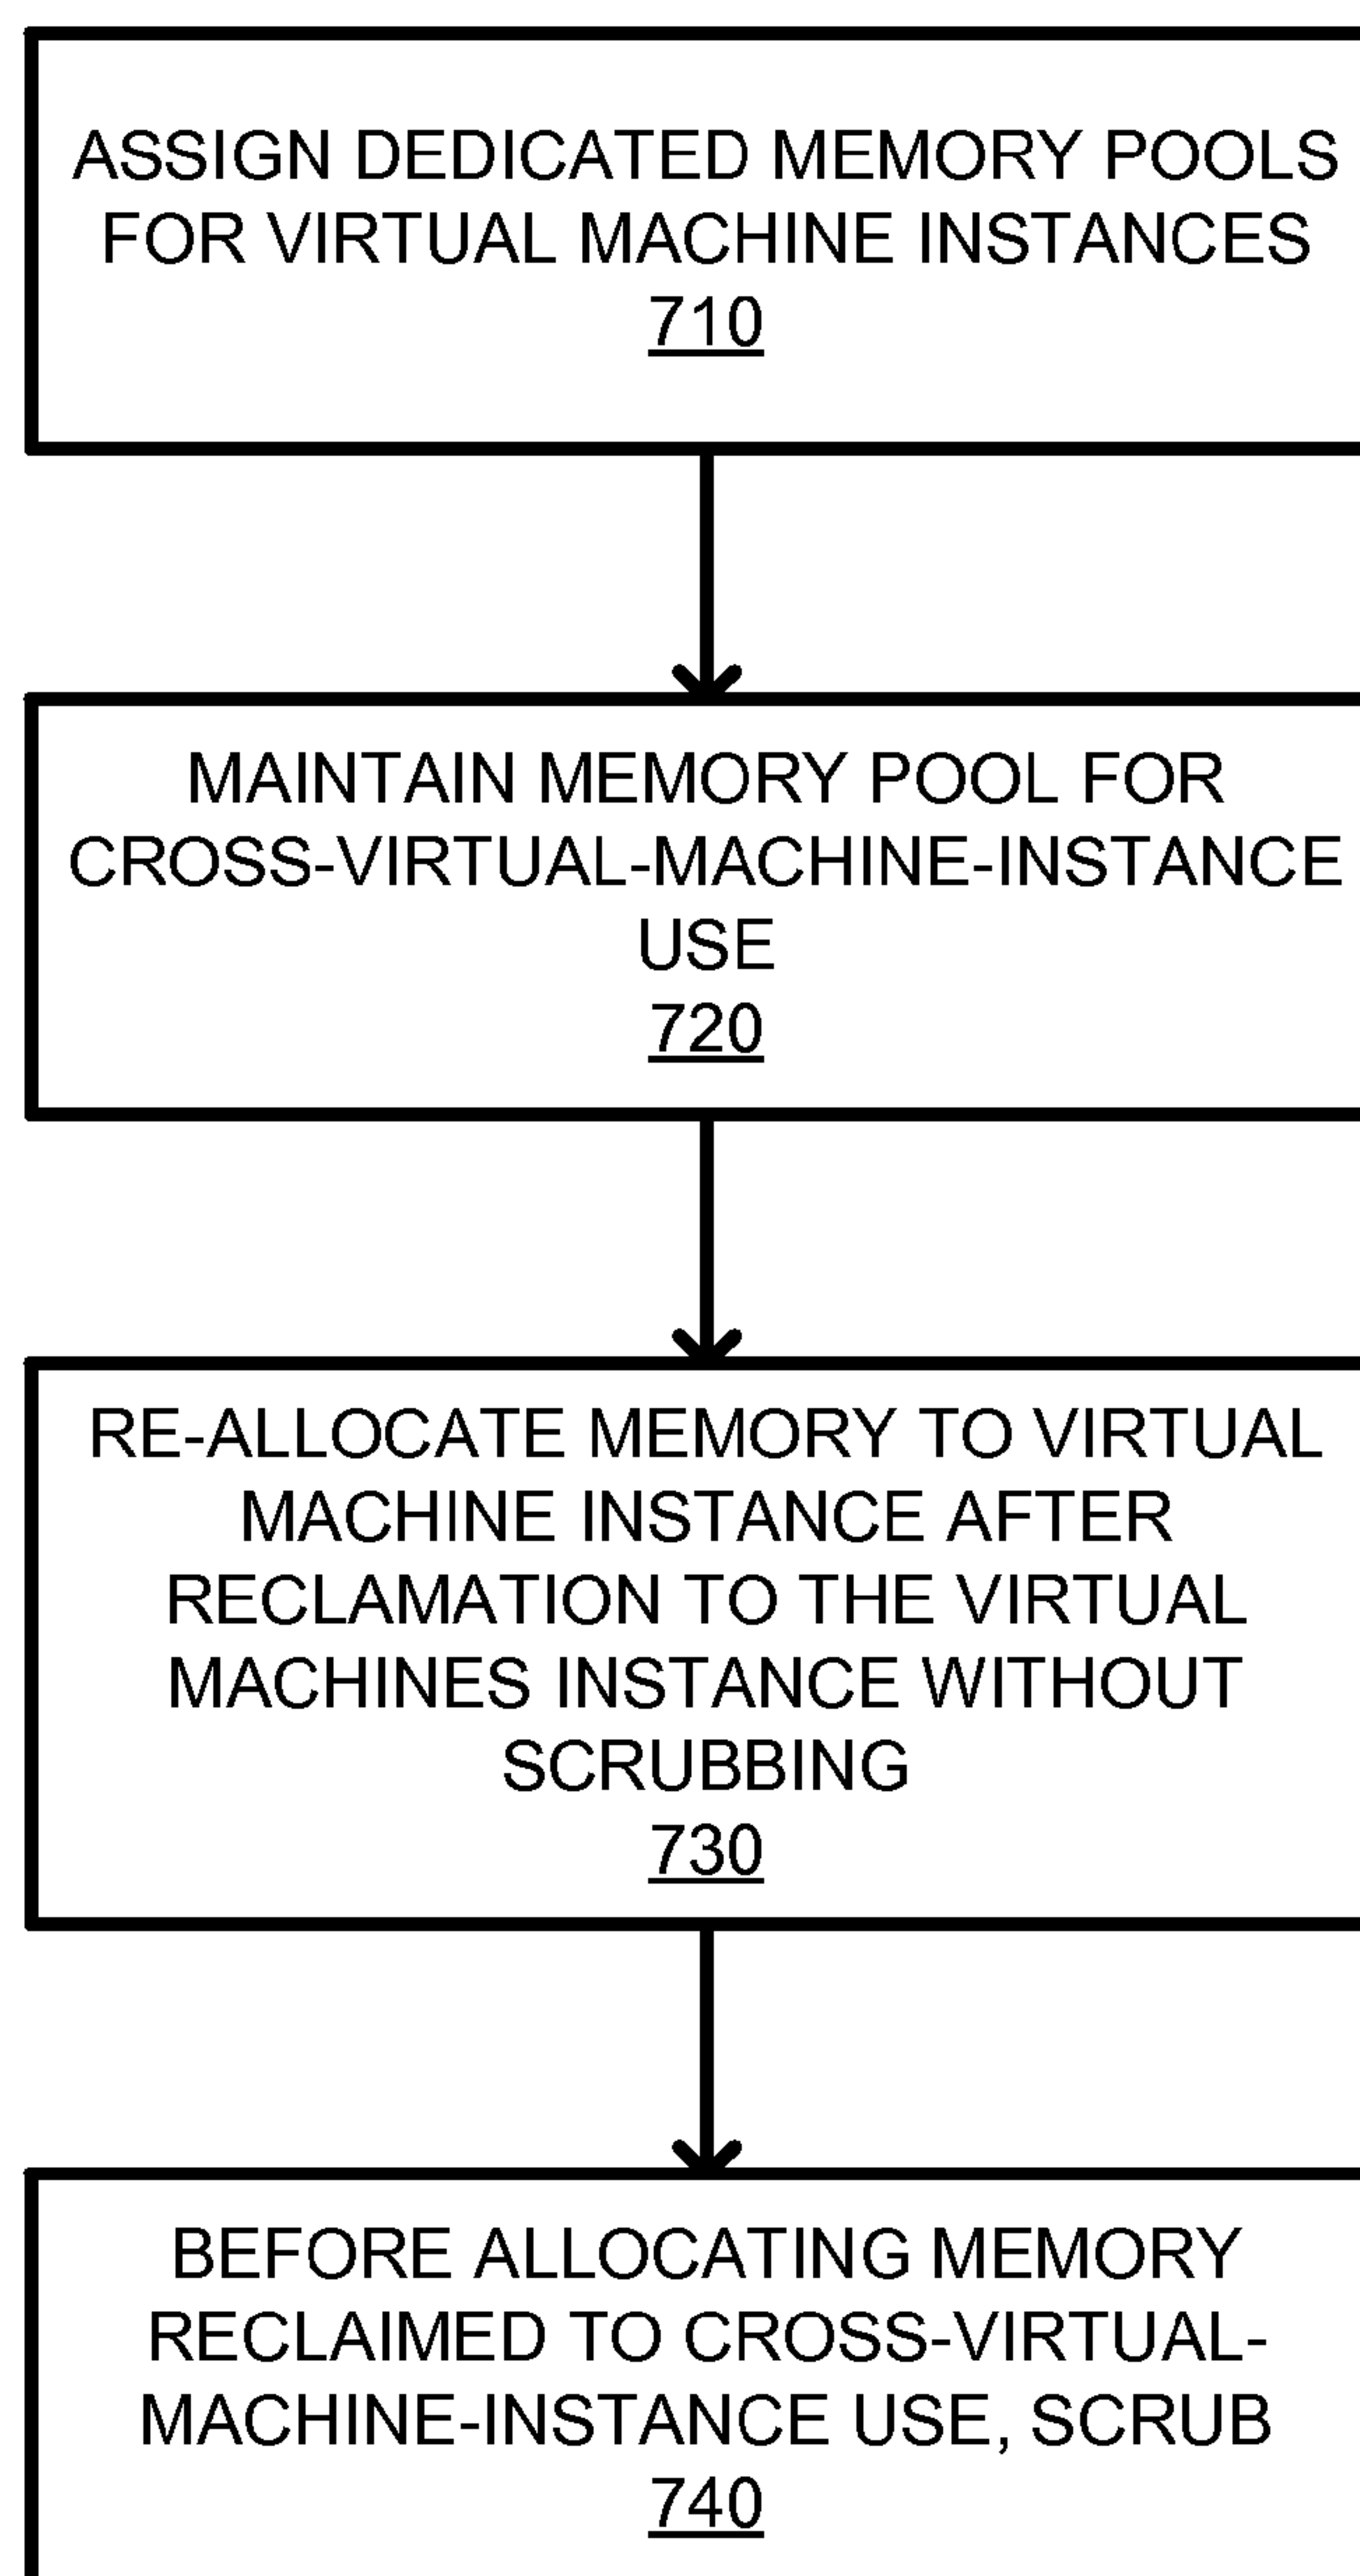 ASSIGN DEDICATED MEMORY POOLS
FOR VIRTUAL MACHINE INSTANCES
710
MAINTAIN MEMORY POOL FOR
CROSS-VIRTUAL-MACHINE-INSTANCE
USE
720
RE-ALLOCATE MEMORY TO VIRTUAL
MACHINE INSTANCE AFTER
RECLAMATION TO THE VIRTUAL
MACHINES INSTANCE WITHOUT
SCRUBBING
730
BEFORE ALLOCATING MEMORY
RECLAIMED TO CROSS-VIRTUAL-
MACHINE-INSTANCE USE, SCRUB
740